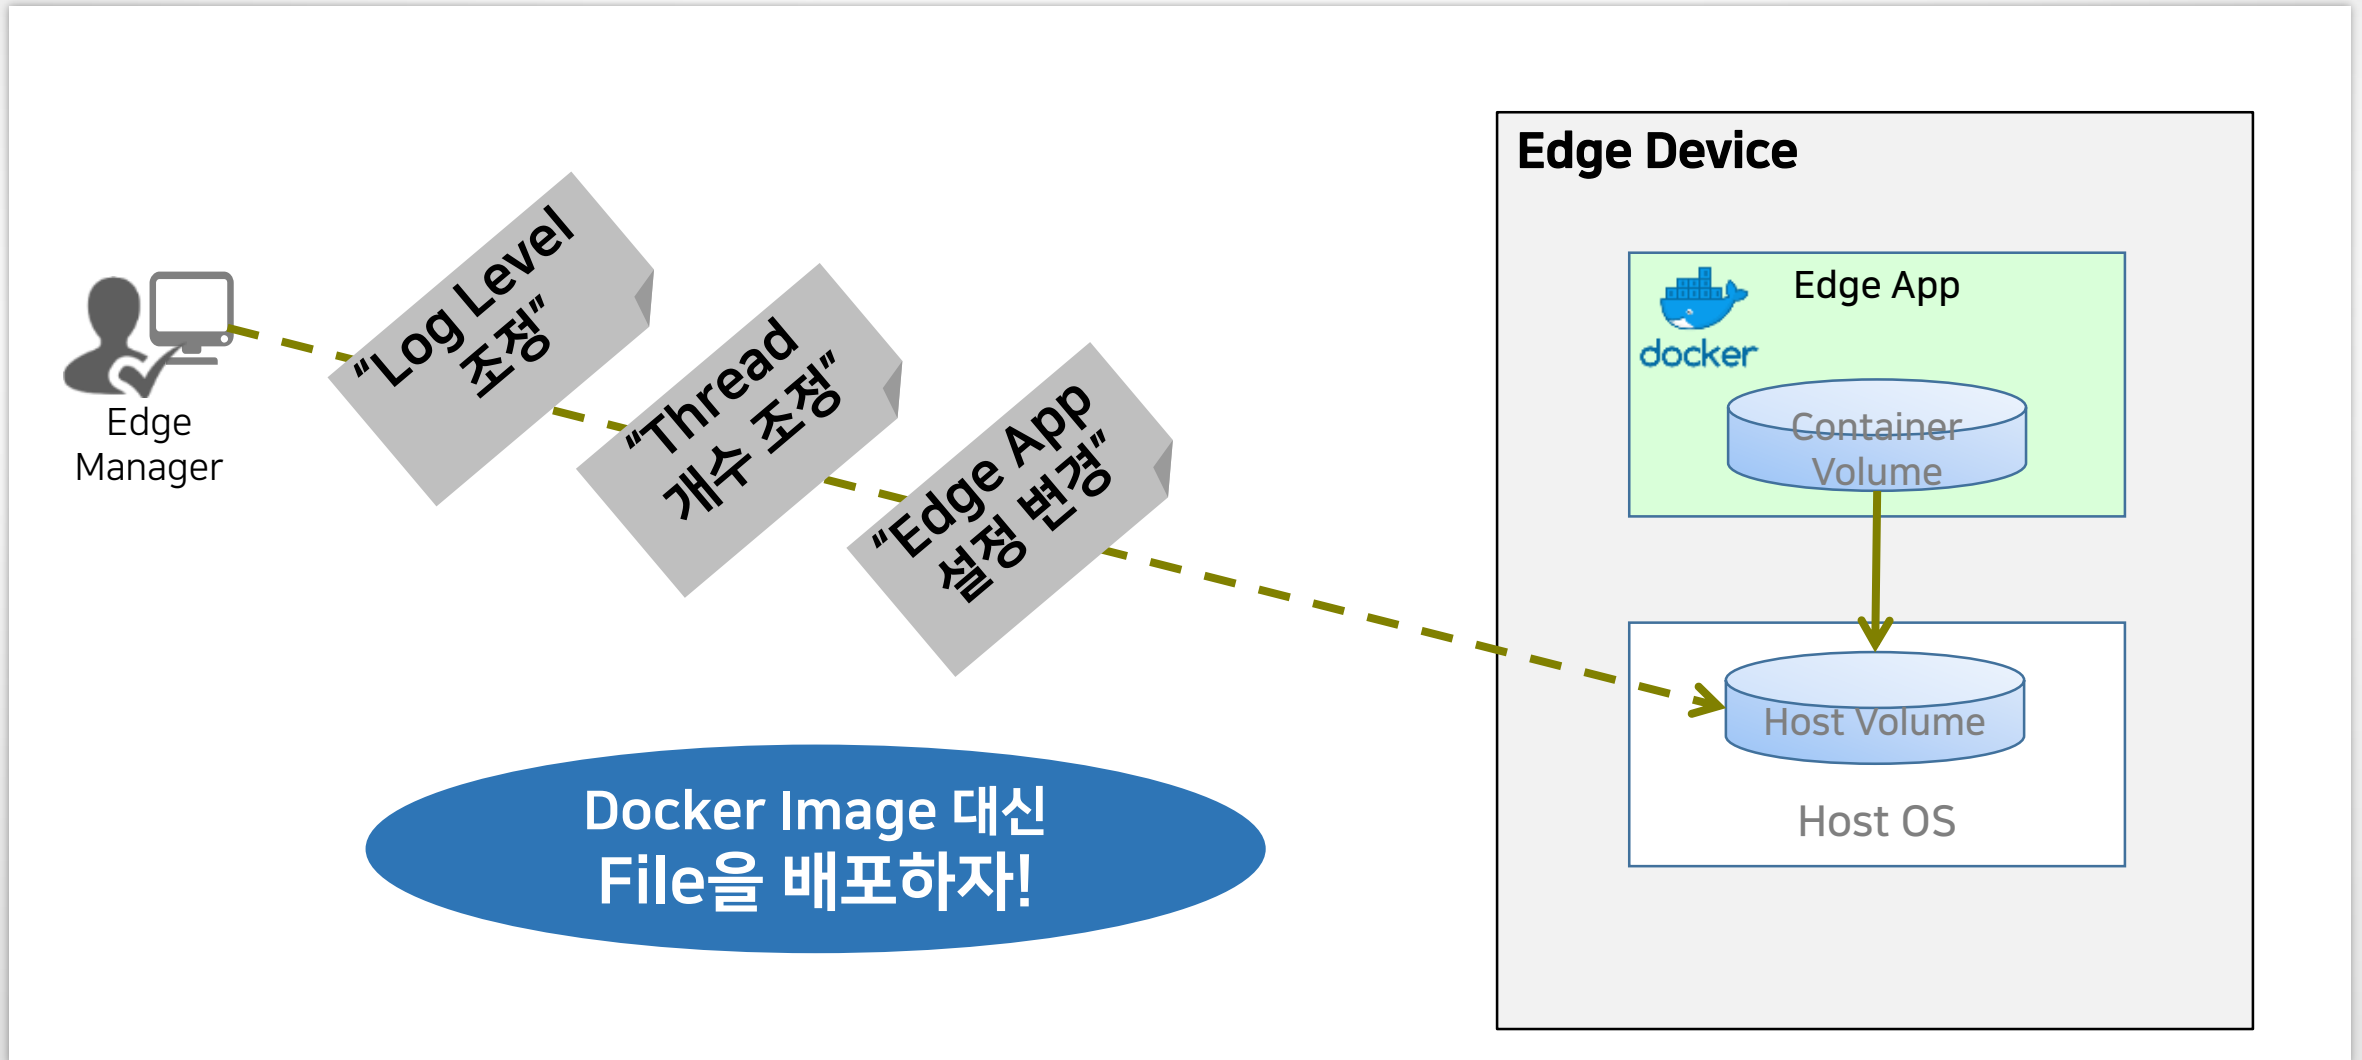 Edge
Manager
“Log Level
조정”
“Thread
개수 조정”
“Edge App
설정 변경”
Docker Image 대신
File을 배포하자!
Edge Device
docker
Edge App
Container
Volume
Host Volume
Host OS